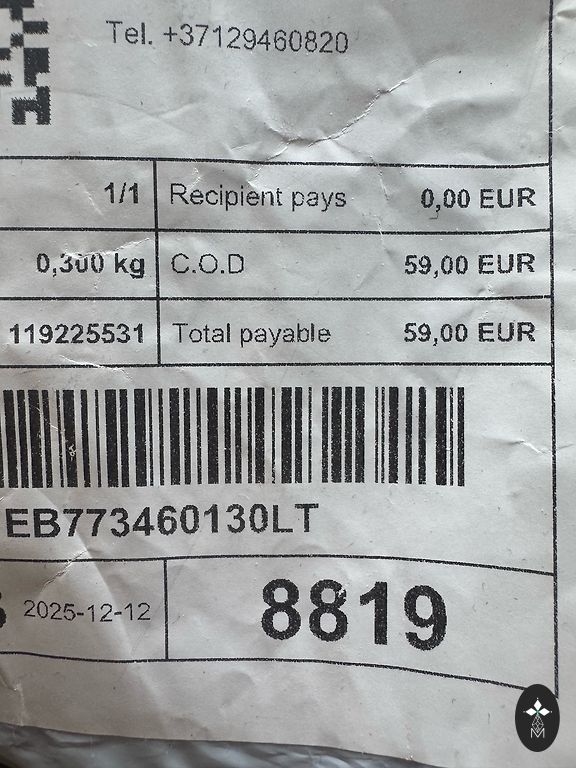 Tel. +37129460820
1/1 Recipient pays 0,00 EUR
0,300 kg C.O.D 59,00 EUR
119225531 Total payable 59,00 EUR
EB773460130LT
2025-12-12 8819
M